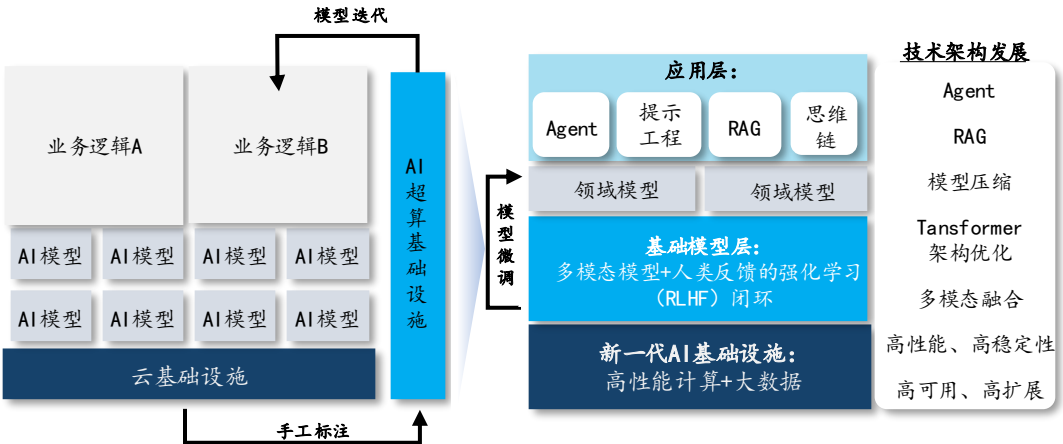 模型迭代
业务逻辑A
业务逻辑B
AI模型 AI模型 AI模型 AI模型
AI模型 AI模型 AI模型 AI模型
云基础设施
手工标注
AI
超
算
基
础
设
施
模
型
微
调
应用层：
Agent
提示
工程
RAG
思维
链
领域模型
领域模型
基础模型层：
多模态模型+人类反馈的强化学习
（RLHF）闭环
新一代AI基础设施：
高性能计算+大数据
技术架构发展
Agent
RAG
模型压缩
Tansformer
架构优化
多模态融合
高性能、高稳定性
高可用、高扩展